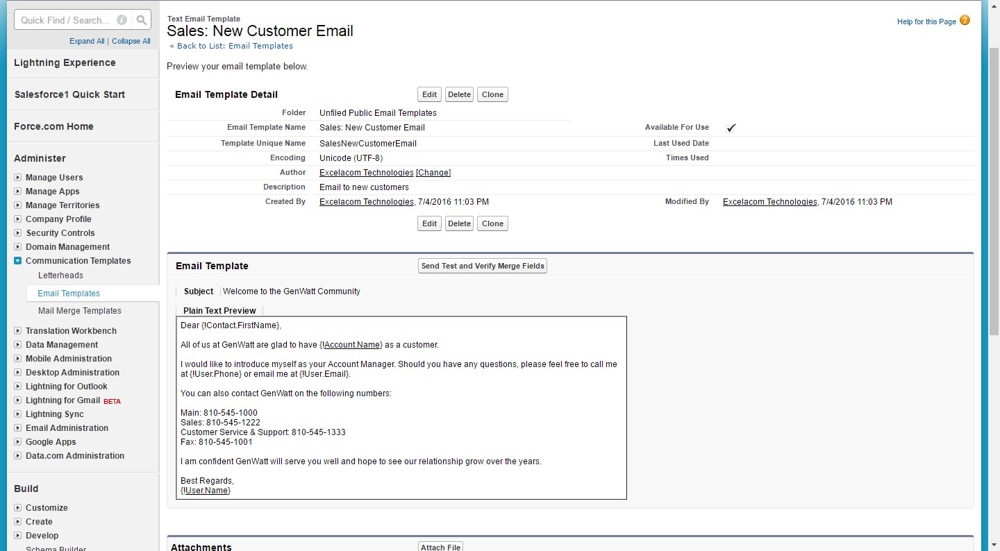 Quick Find / Search...
Expand All | Collapse All
Lightning Experience
Salesforce1 Quick Start
Force.com Home
Administer
Manage Users
Manage Apps
Manage Territories
Company Profile
Security Controls
Domain Management
Communication Templates
Letterheads
Email Templates
Mail Merge Templates
Translation Workbench
Data Management
Mobile Administration
Desktop Administration
Lightning for Outlook
Lightning for Gmail BETA
Lightning Sync
Email Administration
Google Apps
Data.com Administration
Build
Customize
Create
Develop
Schema Builder
Text Email Template
Sales: New Customer Email
« Back to List: Email Templates
Help for this Page ?
Preview your email template below.
Email Template Detail Edit Delete Clone
Folder Unfiled Public Email Templates
Email Template Name Sales: New Customer Email Available For Use ✓
Template Unique Name SalesNewCustomerEmail Last Used Date
Encoding Unicode (UTF-8) Times Used
Author Excelacom Technologies [Change]
Description Email to new customers
Created By Excelacom Technologies, 7/4/2016 11:03 PM Modified By Excelacom Technologies, 7/4/2016 11:03 PM
Edit Delete Clone
Email Template Send Test and Verify Merge Fields
Subject Welcome to the GenWatt Community
Plain Text Preview
Dear {!Contact.FirstName},
All of us at GenWatt are glad to have {!Account.Name} as a customer.
I would like to introduce myself as your Account Manager. Should you have any questions, please feel free to call me
at {!User.Phone} or email me at {!User.Email}.
You can also contact GenWatt on the following numbers:
Main: 810-545-1000
Sales: 810-545-1222
Customer Service & Support: 810-545-1333
Fax: 810-545-1001
I am confident GenWatt will serve you well and hope to see our relationship grow over the years.
Best Regards,
{!User.Name}
Attachments Attach File